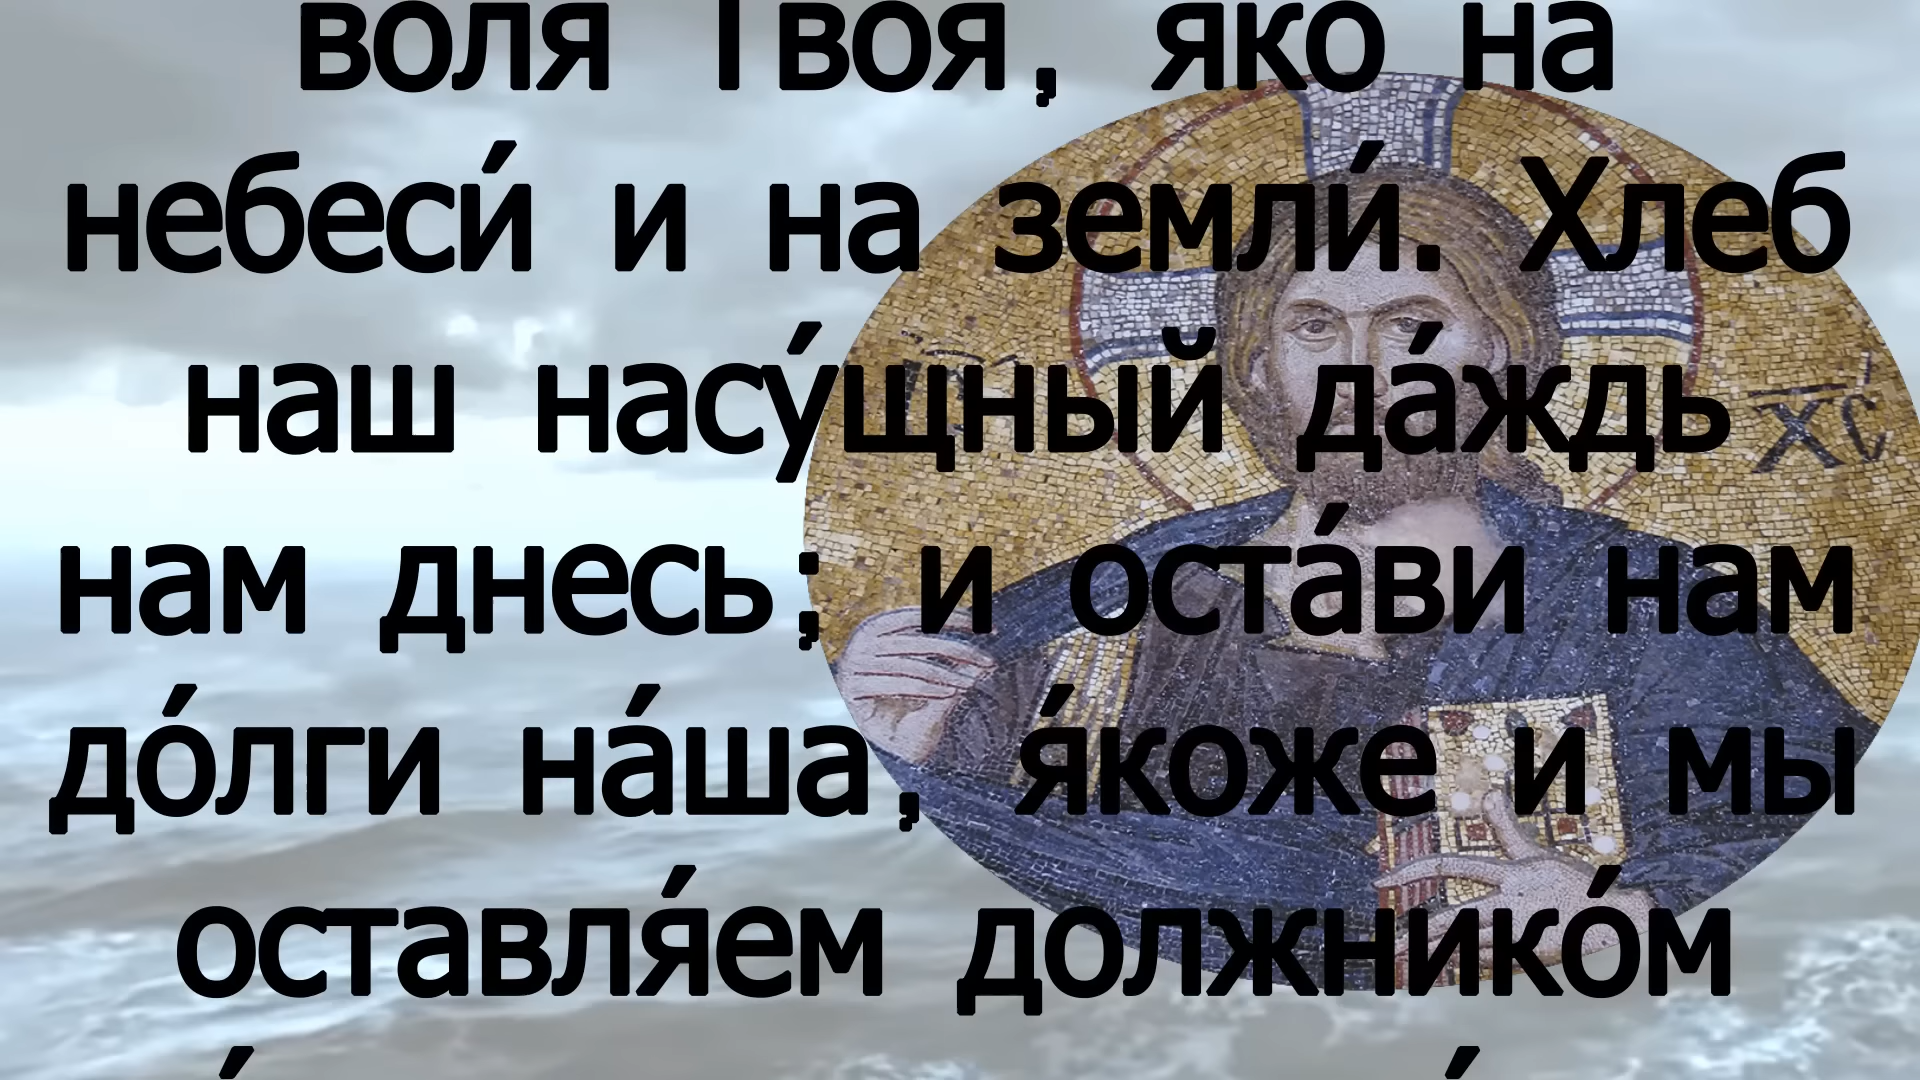 воля Твоя, яко на
небеси́ и на земли́. Хлеб
наш насу́щный да́ждь
нам днесь; и оста́ви нам
до́лги на́ша, я́коже и мы
оставля́ем должнико́м
ХС